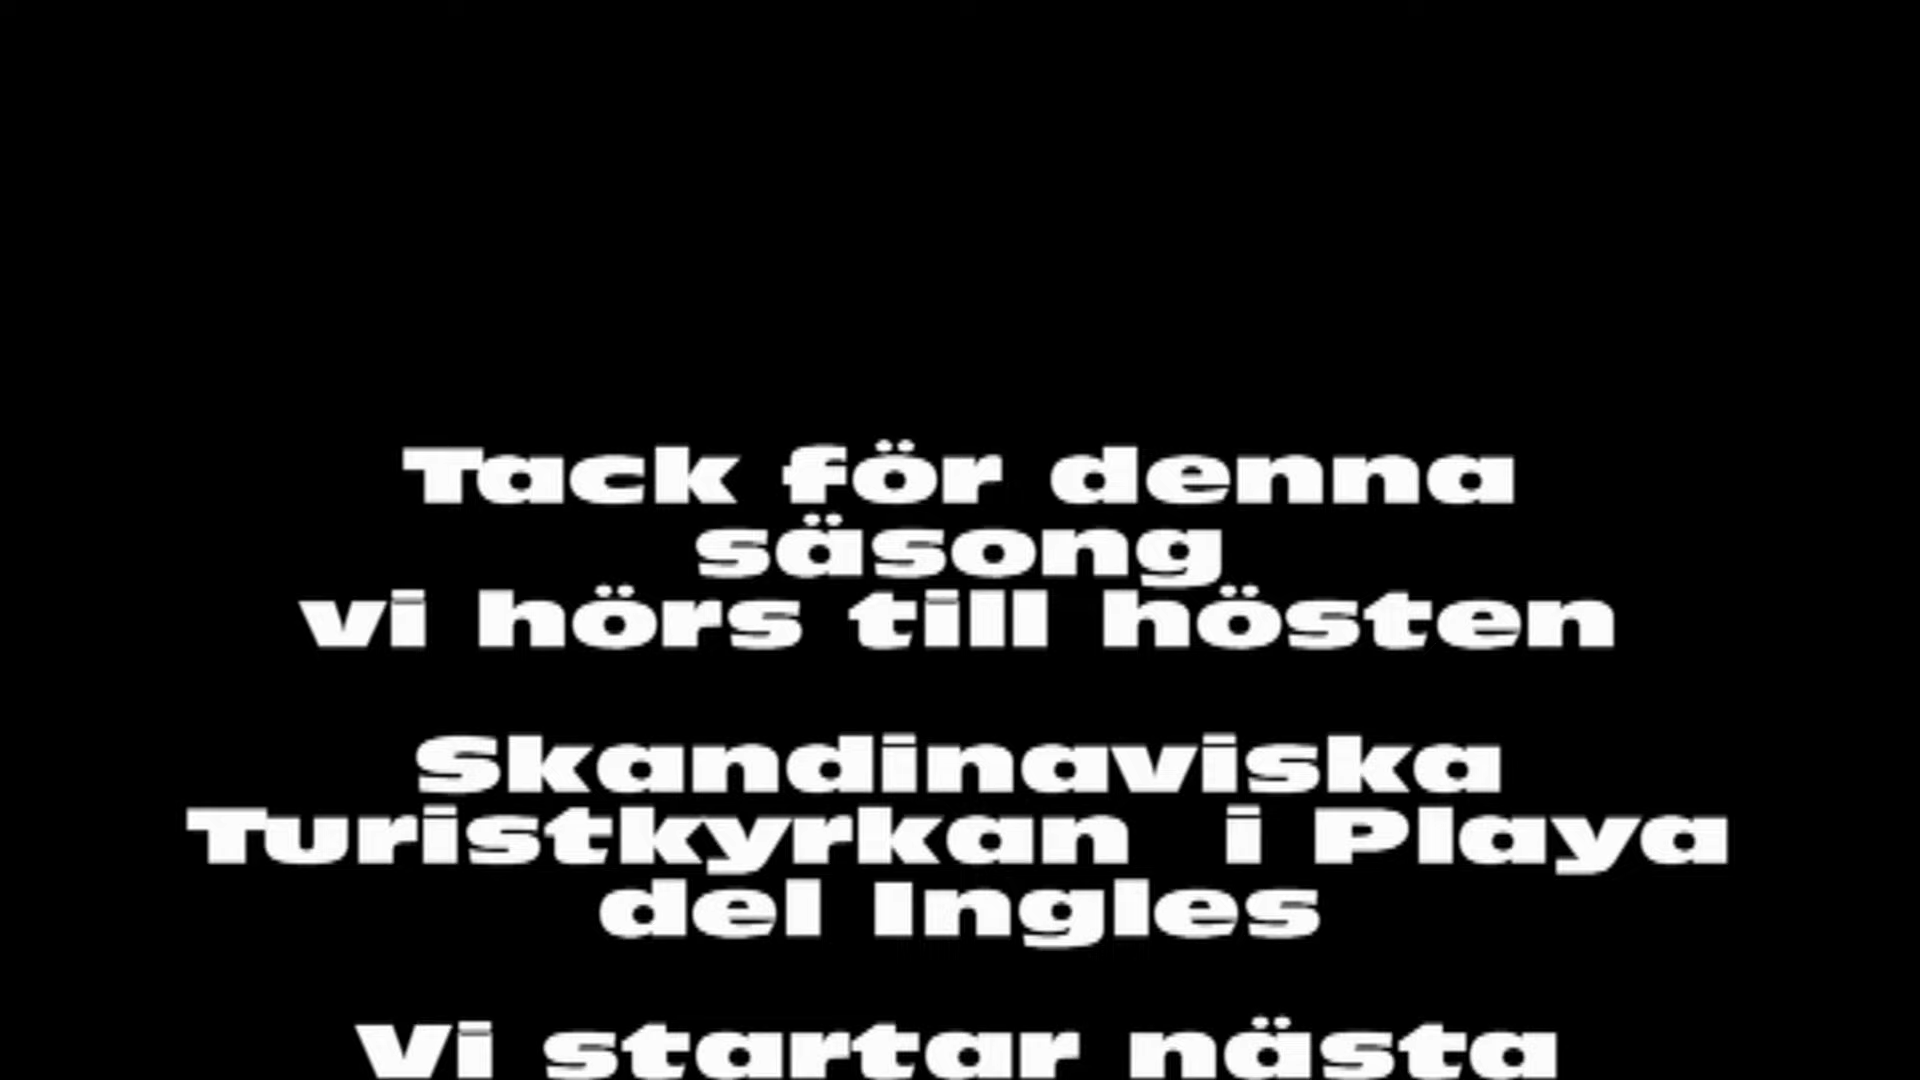 Tack för denna
säsong
vi hörs till hösten
Skandinaviska
Turistkyrkan  i Playa
del Ingles
Vi startar nästa